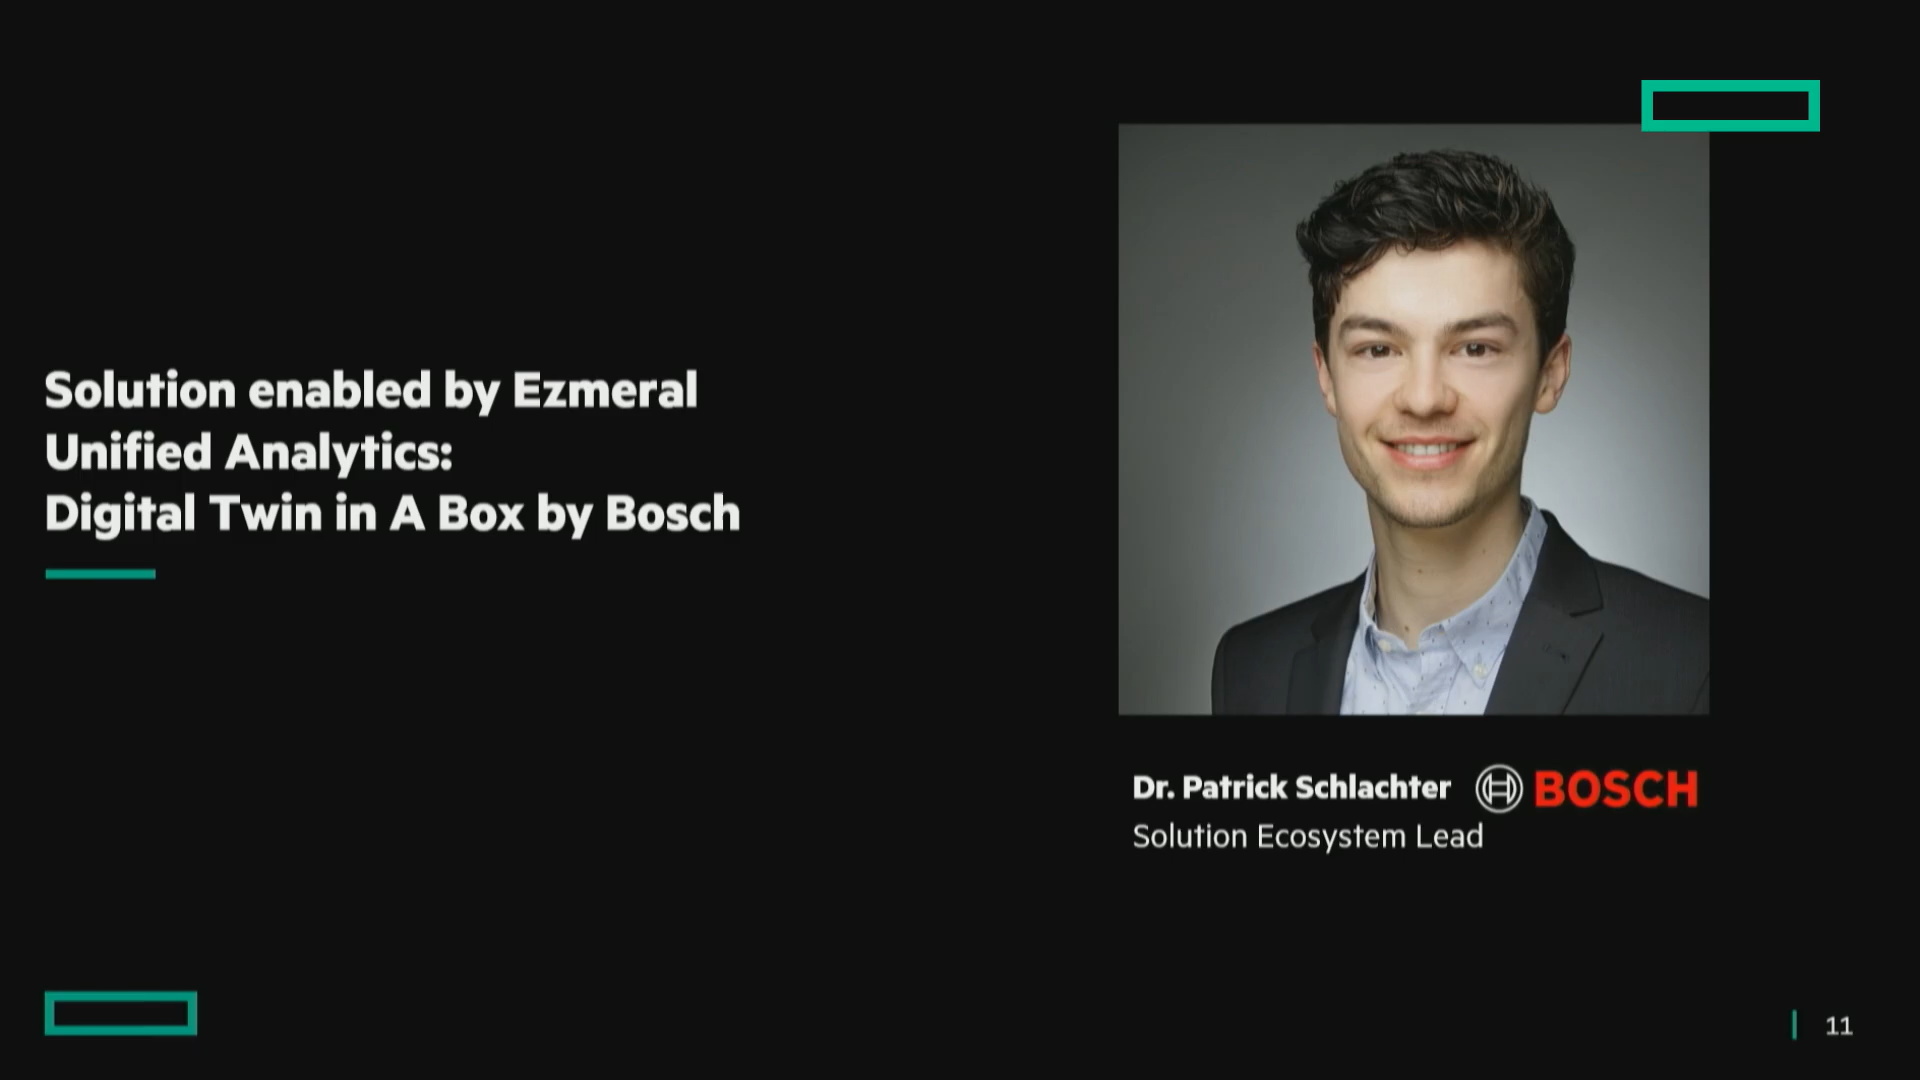 Solution enabled by Ezmeral
Unified Analytics:
Digital Twin in A Box by Bosch
Dr. Patrick Schlachter
BOSCH
Solution Ecosystem Lead
11